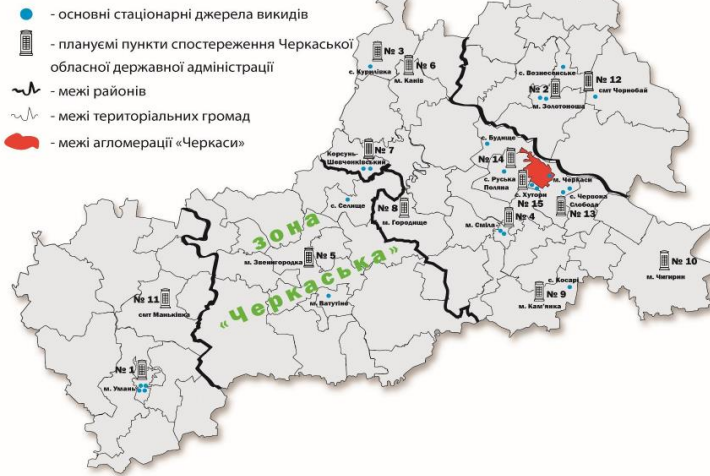 - основні стаціонарні джерела викидів
- плануємі пункти спостереження Черкаської
обласної державної адміністрації
- межі районів
- межі територіальних громад
- межі агломерації «Черкаси»
№ 3
с. Курилівка
№ 6
м. Канів
с. Вознесенське
№ 2
м. Золотоноша
№ 12
смт Чорнобай
Корсунь-
Шевченківський
№ 7
с. Будище
№ 14
с. Руська
Поляна
м. Черкаси
с. Хутори
№ 15
с. Червона
Слобода
№ 13
с. Селище
№ 8
м. Городище
№ 4
м. Сміла
зона
«Черкаська»
№ 5
м. Звенигородка
м. Ватутіне
№ 10
м. Чигирин
с. Косарі
№ 9
м. Кам'янка
№ 11
смт Маньківка
№ 1
м. Умань